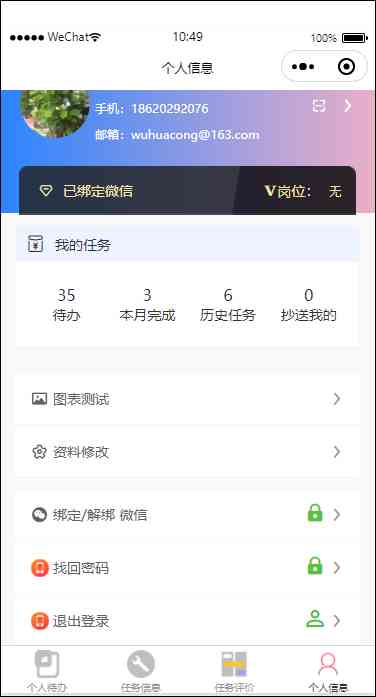 WeChat 10:49 100%
个人信息
手机：18620292076
邮箱：wuhuacong@163.com
已绑定微信 V岗位： 无
我的任务
35 3 6 0
待办 本月完成 历史任务 抄送我的
图表测试
资料修改
绑定/解绑 微信
找回密码
退出登录
个人待办 任务信息 任务评价 个人信息